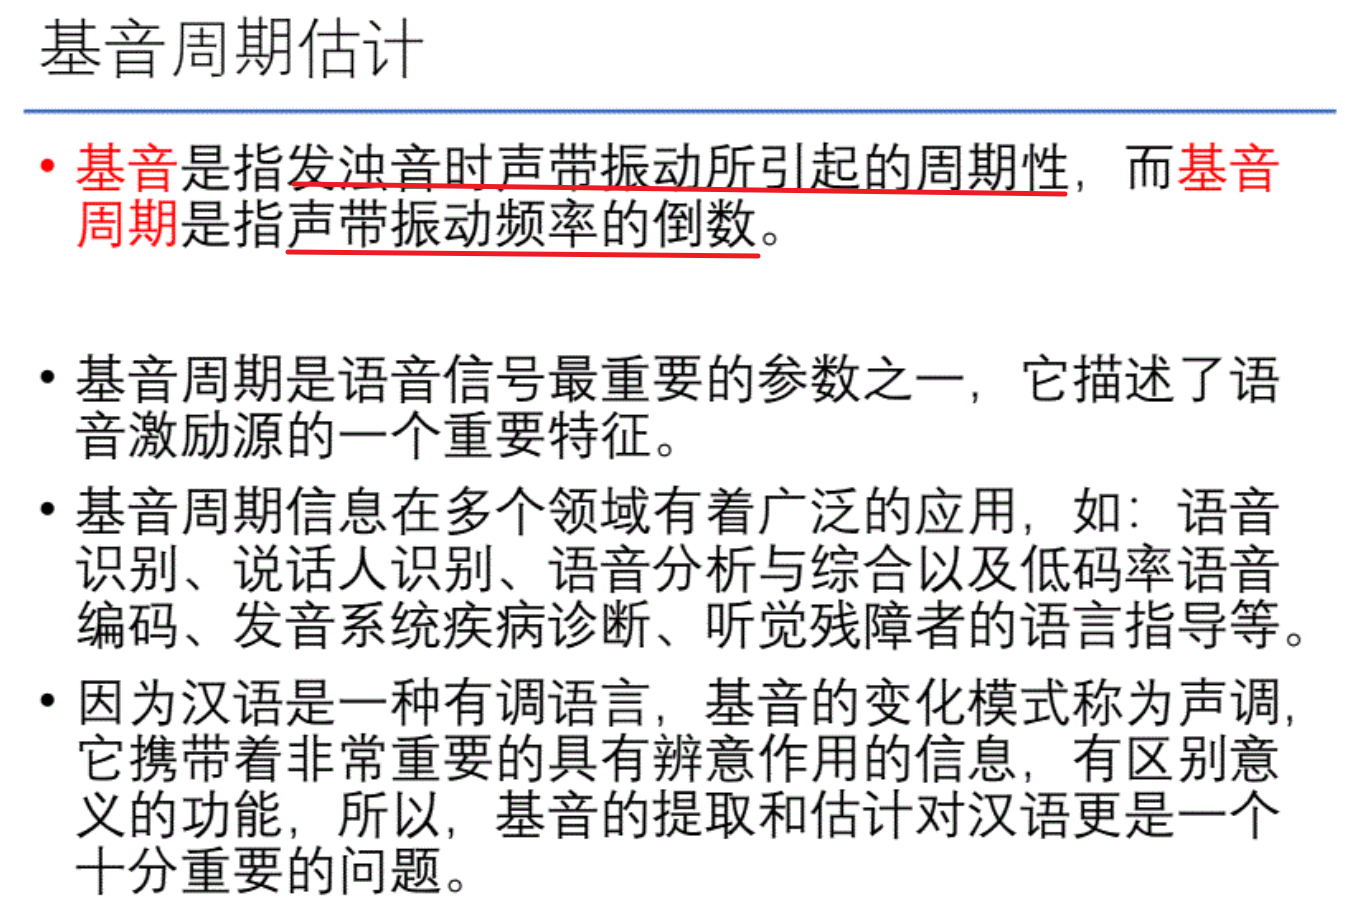 基音周期估计
• 基音是指发浊音时声带振动所引起的周期性，而基音
周期是指声带振动频率的倒数。
• 基音周期是语音信号最重要的参数之一，它描述了语
音激励源的一个重要特征。
• 基音周期信息在多个领域有着广泛的应用，如：语音
识别、说话人识别、语音分析与综合以及低码率语音
编码、发音系统疾病诊断、听觉残障者的语言指导等。
• 因为汉语是一种有调语言，基音的变化模式称为声调，
它携带着非常重要的具有辨意作用的信息，有区别意
义的功能，所以，基音的提取和估计对汉语更是一个
十分重要的问题。